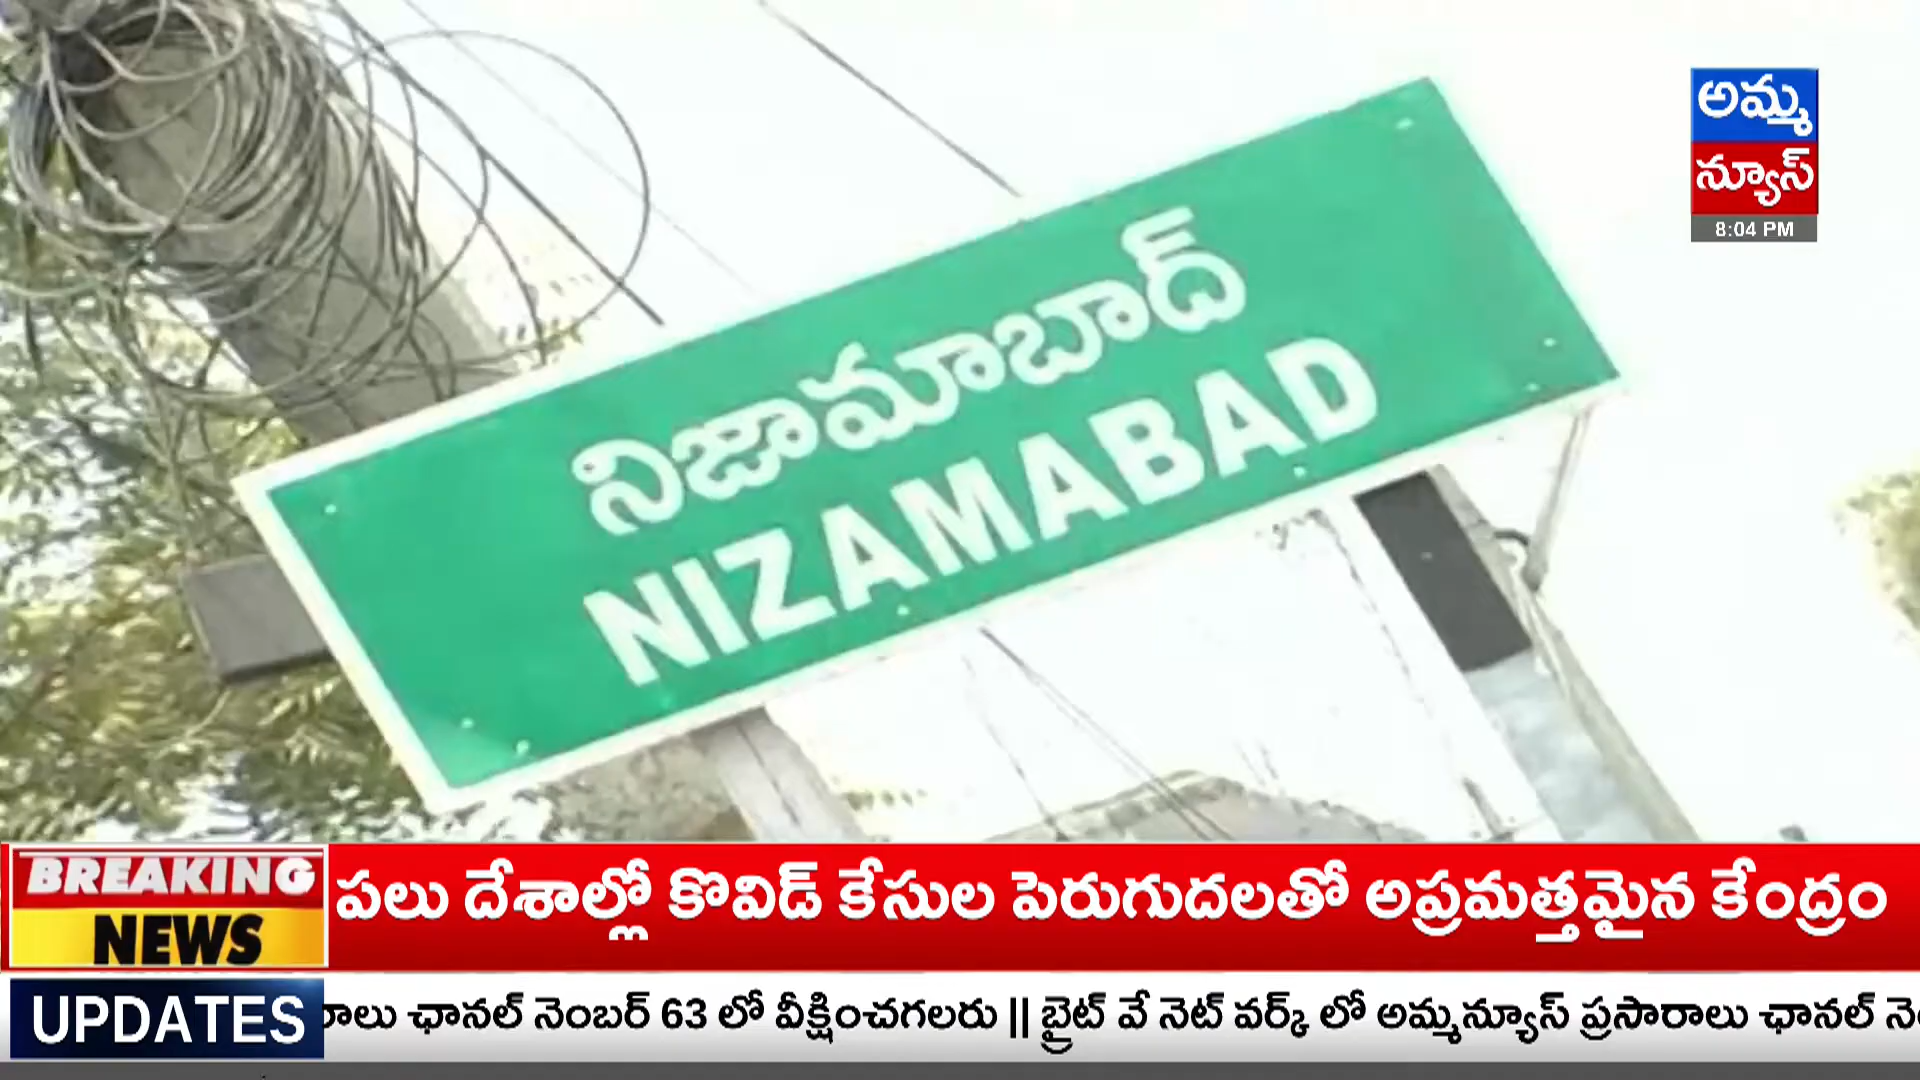 అమ్మ
న్యూస్
8:04 PM
నిజామాబాద్
NIZAMABAD
BREAKING
NEWS
పలు దేశాల్లో కొవిడ్ కేసుల పెరుగుదలతో అప్రమత్తమైన కేంద్రం
UPDATES
ఛానల్ నెంబర్ 63 లో వీక్షించగలరు || బ్రైట్ వే నెట్ వర్క్ లో అమ్మన్యూస్ ప్రసారాలు ఛానల్